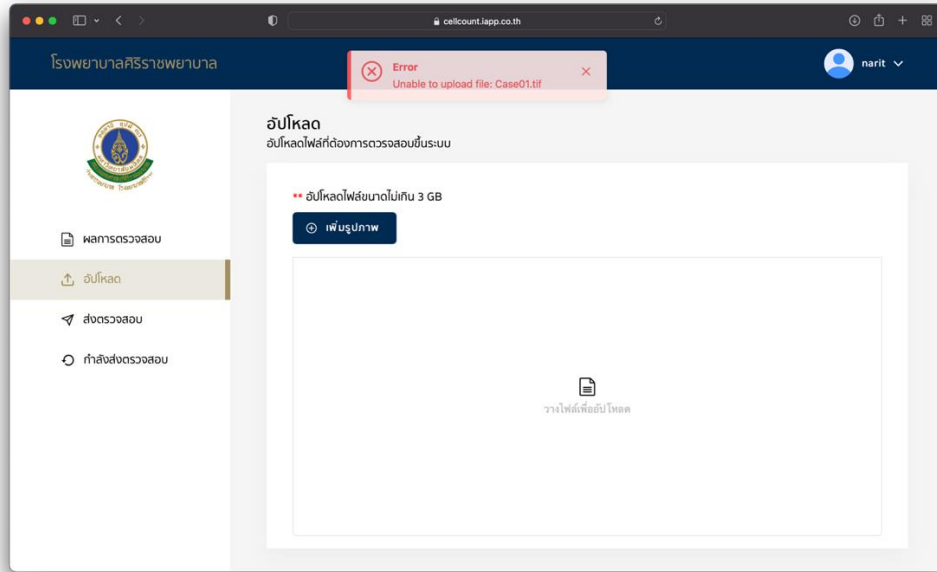 cellcount.iapp.co.th
โรงพยาบาลศิริราชพยาบาล
Error
Unable to upload file: Case01.tif
narit
อัปโหลด
อัปโหลดไฟล์ที่ต้องการตวรจสอบขึ้นระบบ
** อัปโหลดไฟล์ขนาดไม่เกิน 3 GB
เพิ่มรูปภาพ
ผลการตรวจสอบ
อัปโหลด
ส่งตรวจสอบ
กำลังส่งตรวจสอบ
วางไฟล์เพื่ออัปโหลด